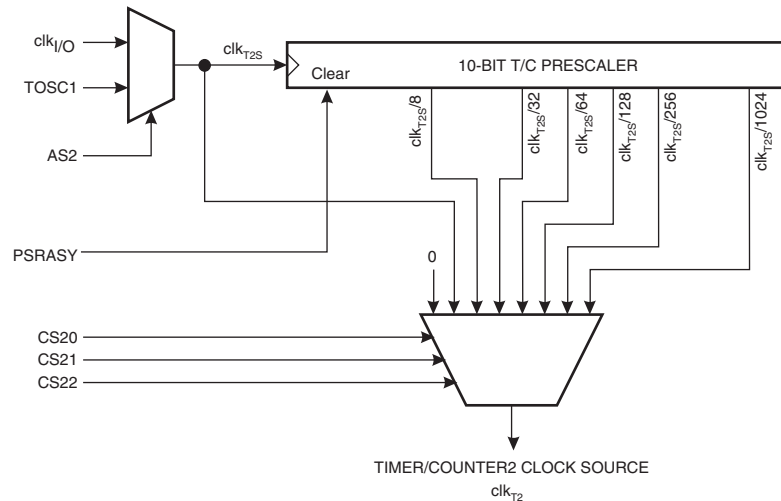 clkI/O
clkT2S
10-BIT T/C PRESCALER
Clear
TOSC1
clkT2S/8
clkT2S/32
clkT2S/64
clkT2S/128
clkT2S/256
clkT2S/1024
AS2
PSRASY
0
CS20
CS21
CS22
TIMER/COUNTER2 CLOCK SOURCE
clkT2